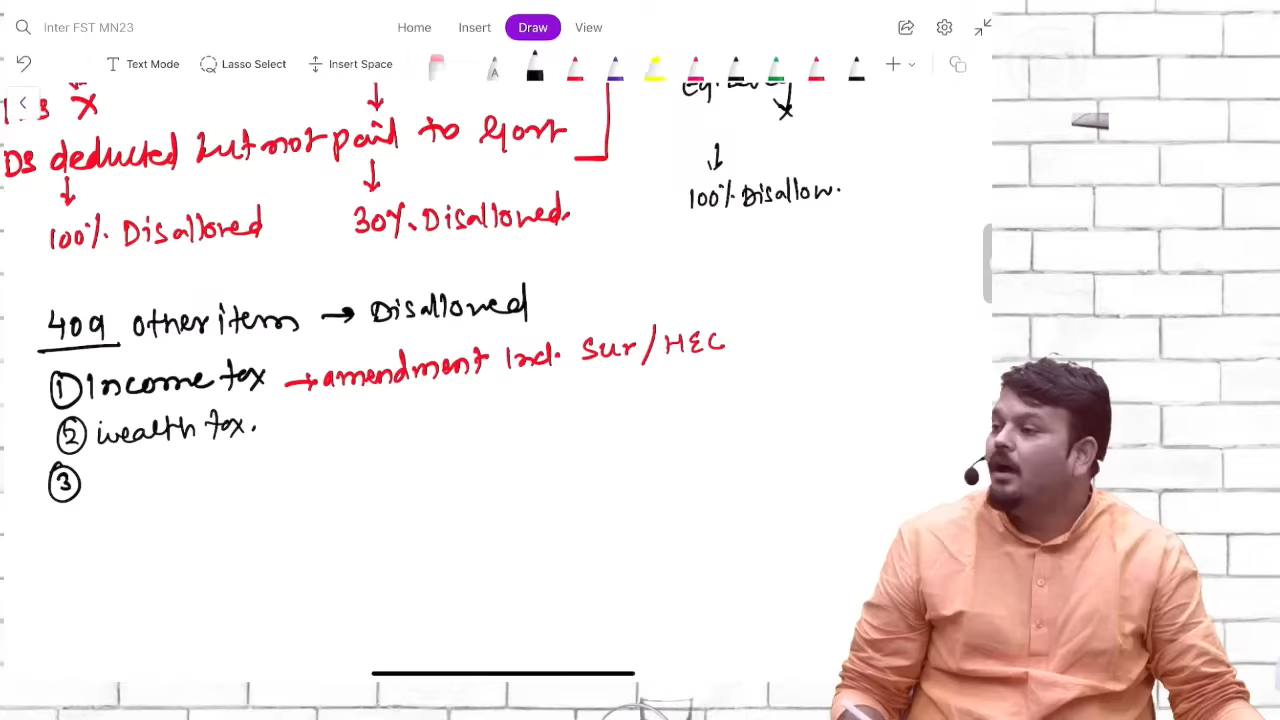 Inter FST MN23
Home Insert Draw View
Text Mode Lasso Select Insert Space
DS deducted but not paid to Govt
100% Disallowed
30% Disallowed.
100% Disallow.
40a other items → Disallowed
① Income tax → amendment Incl. Sur/HEC
② wealth tax.
③